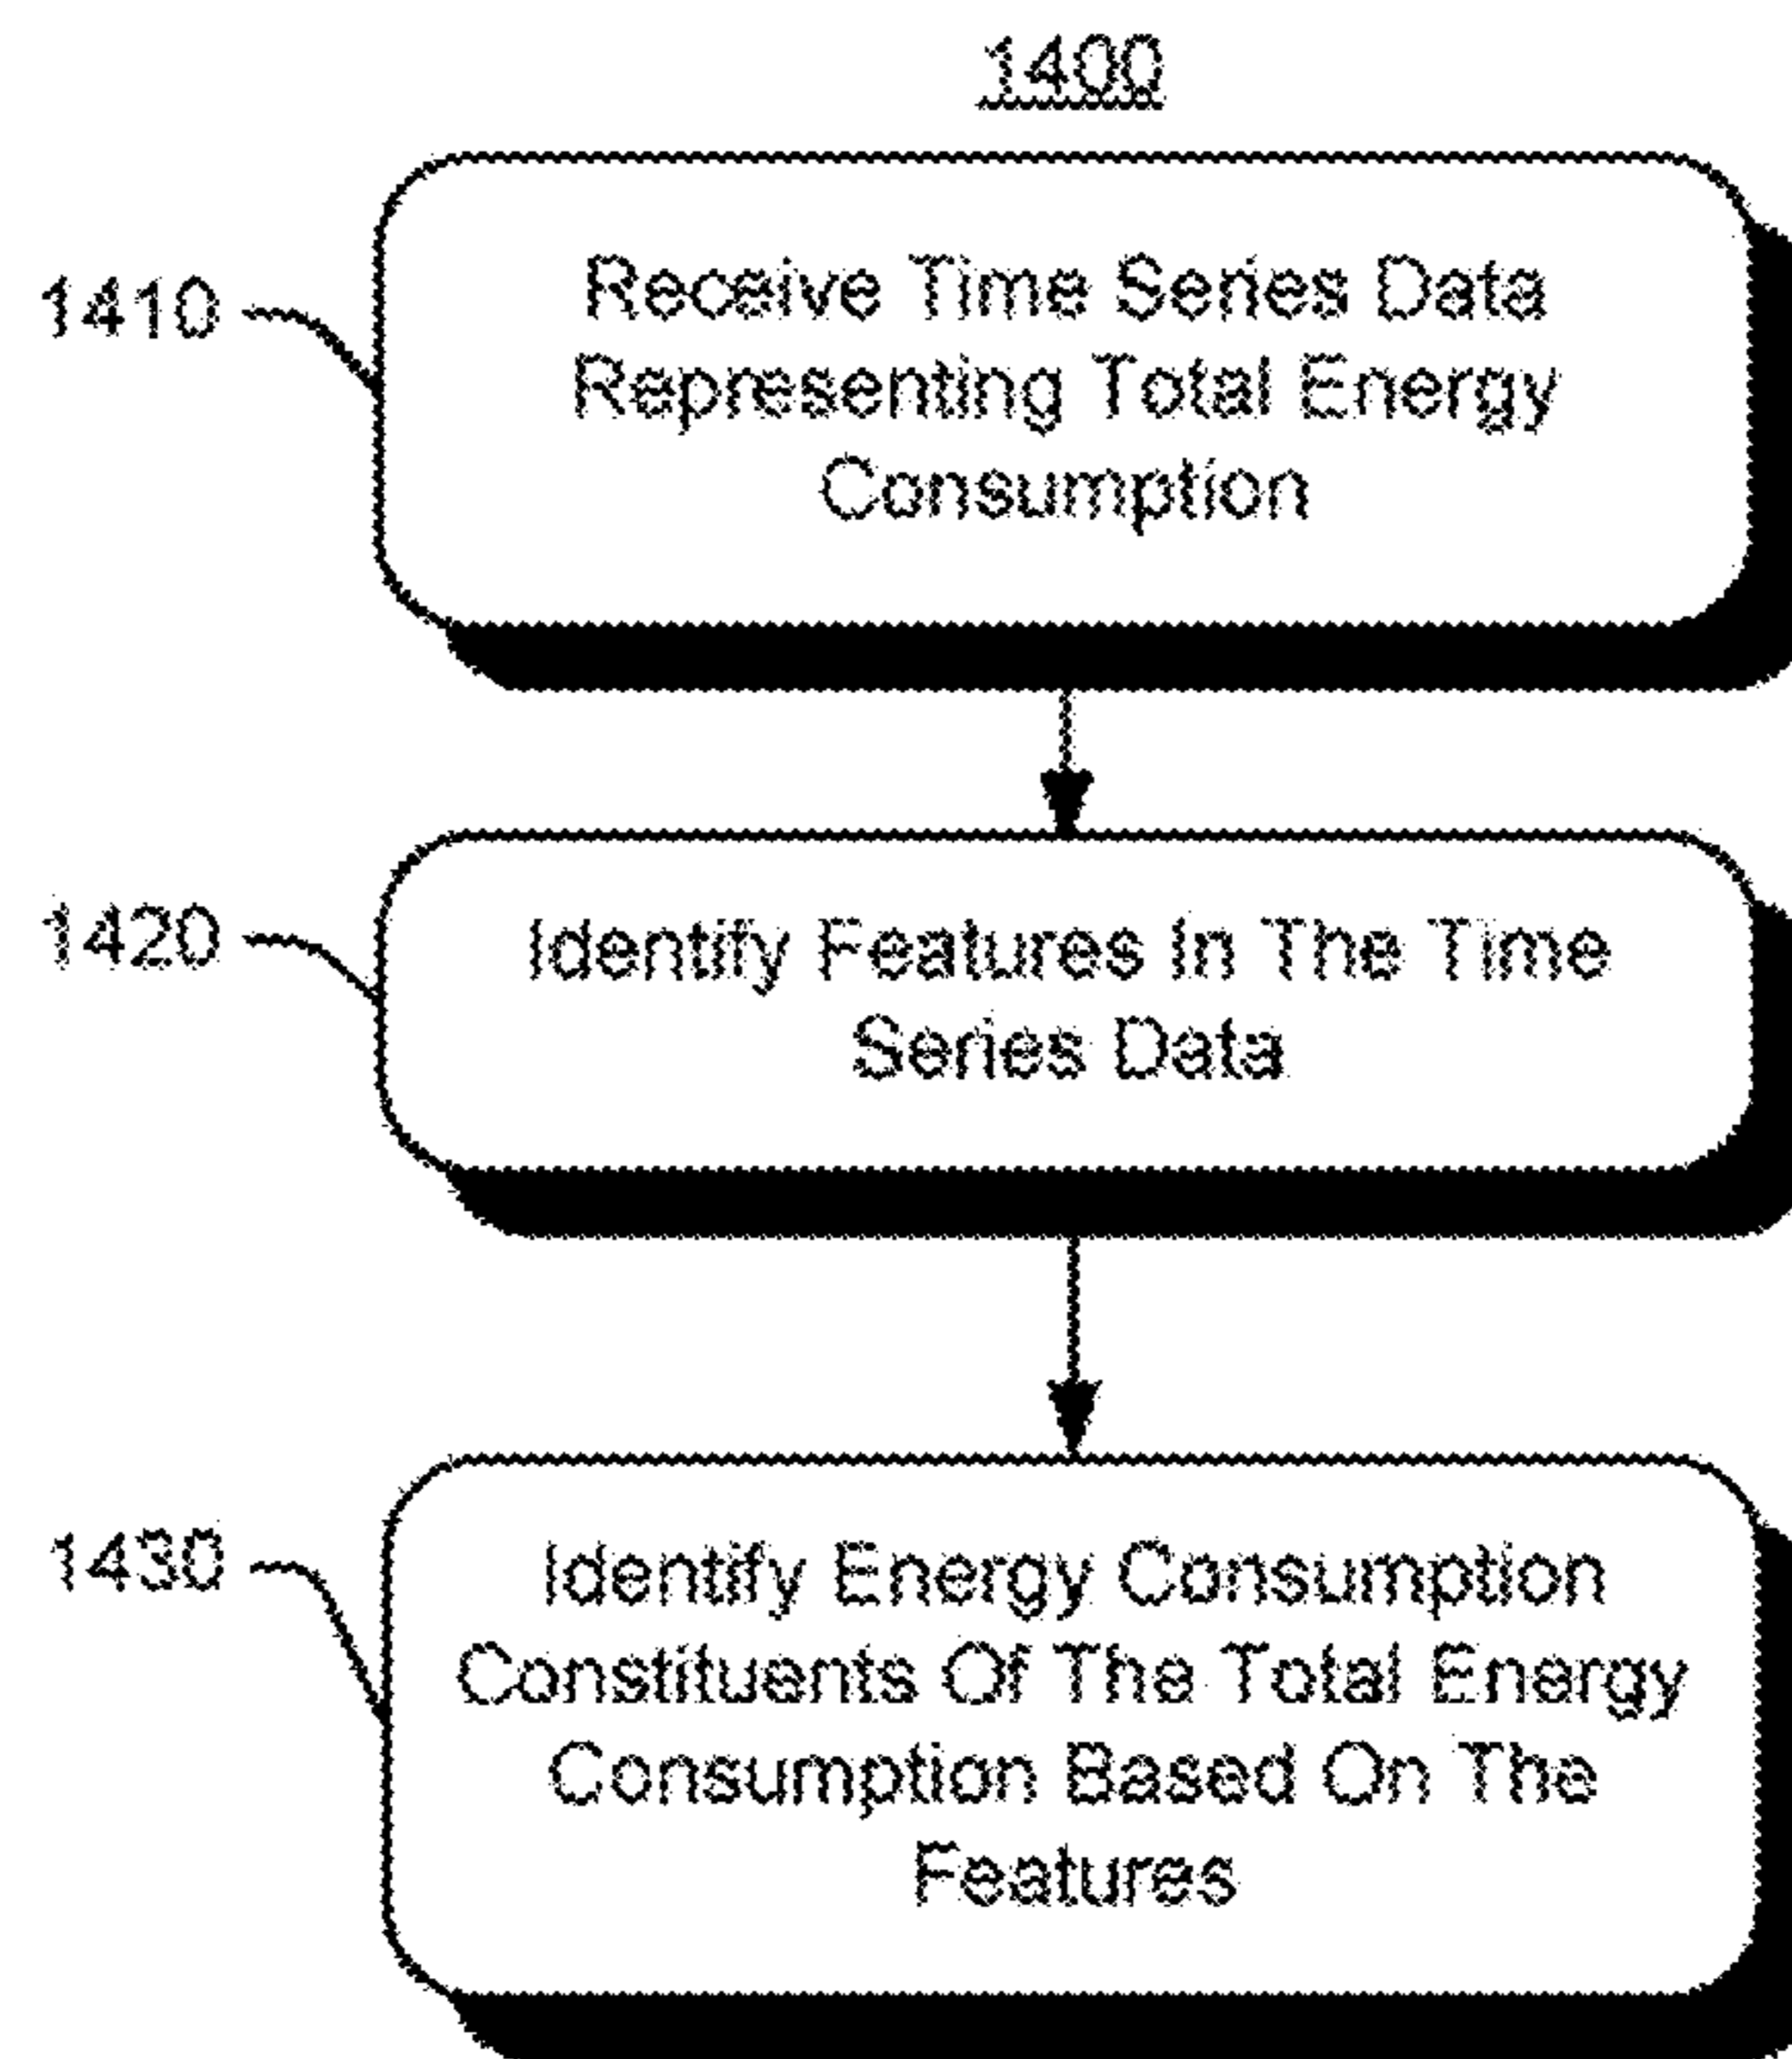 1400
1410
Receive Time Series Data
Representing Total Energy
Consumption
1420
Identify Features In The Time
Series Data
1430
Identify Energy Consumption
Constituents Of The Total Energy
Consumption Based On The
Features